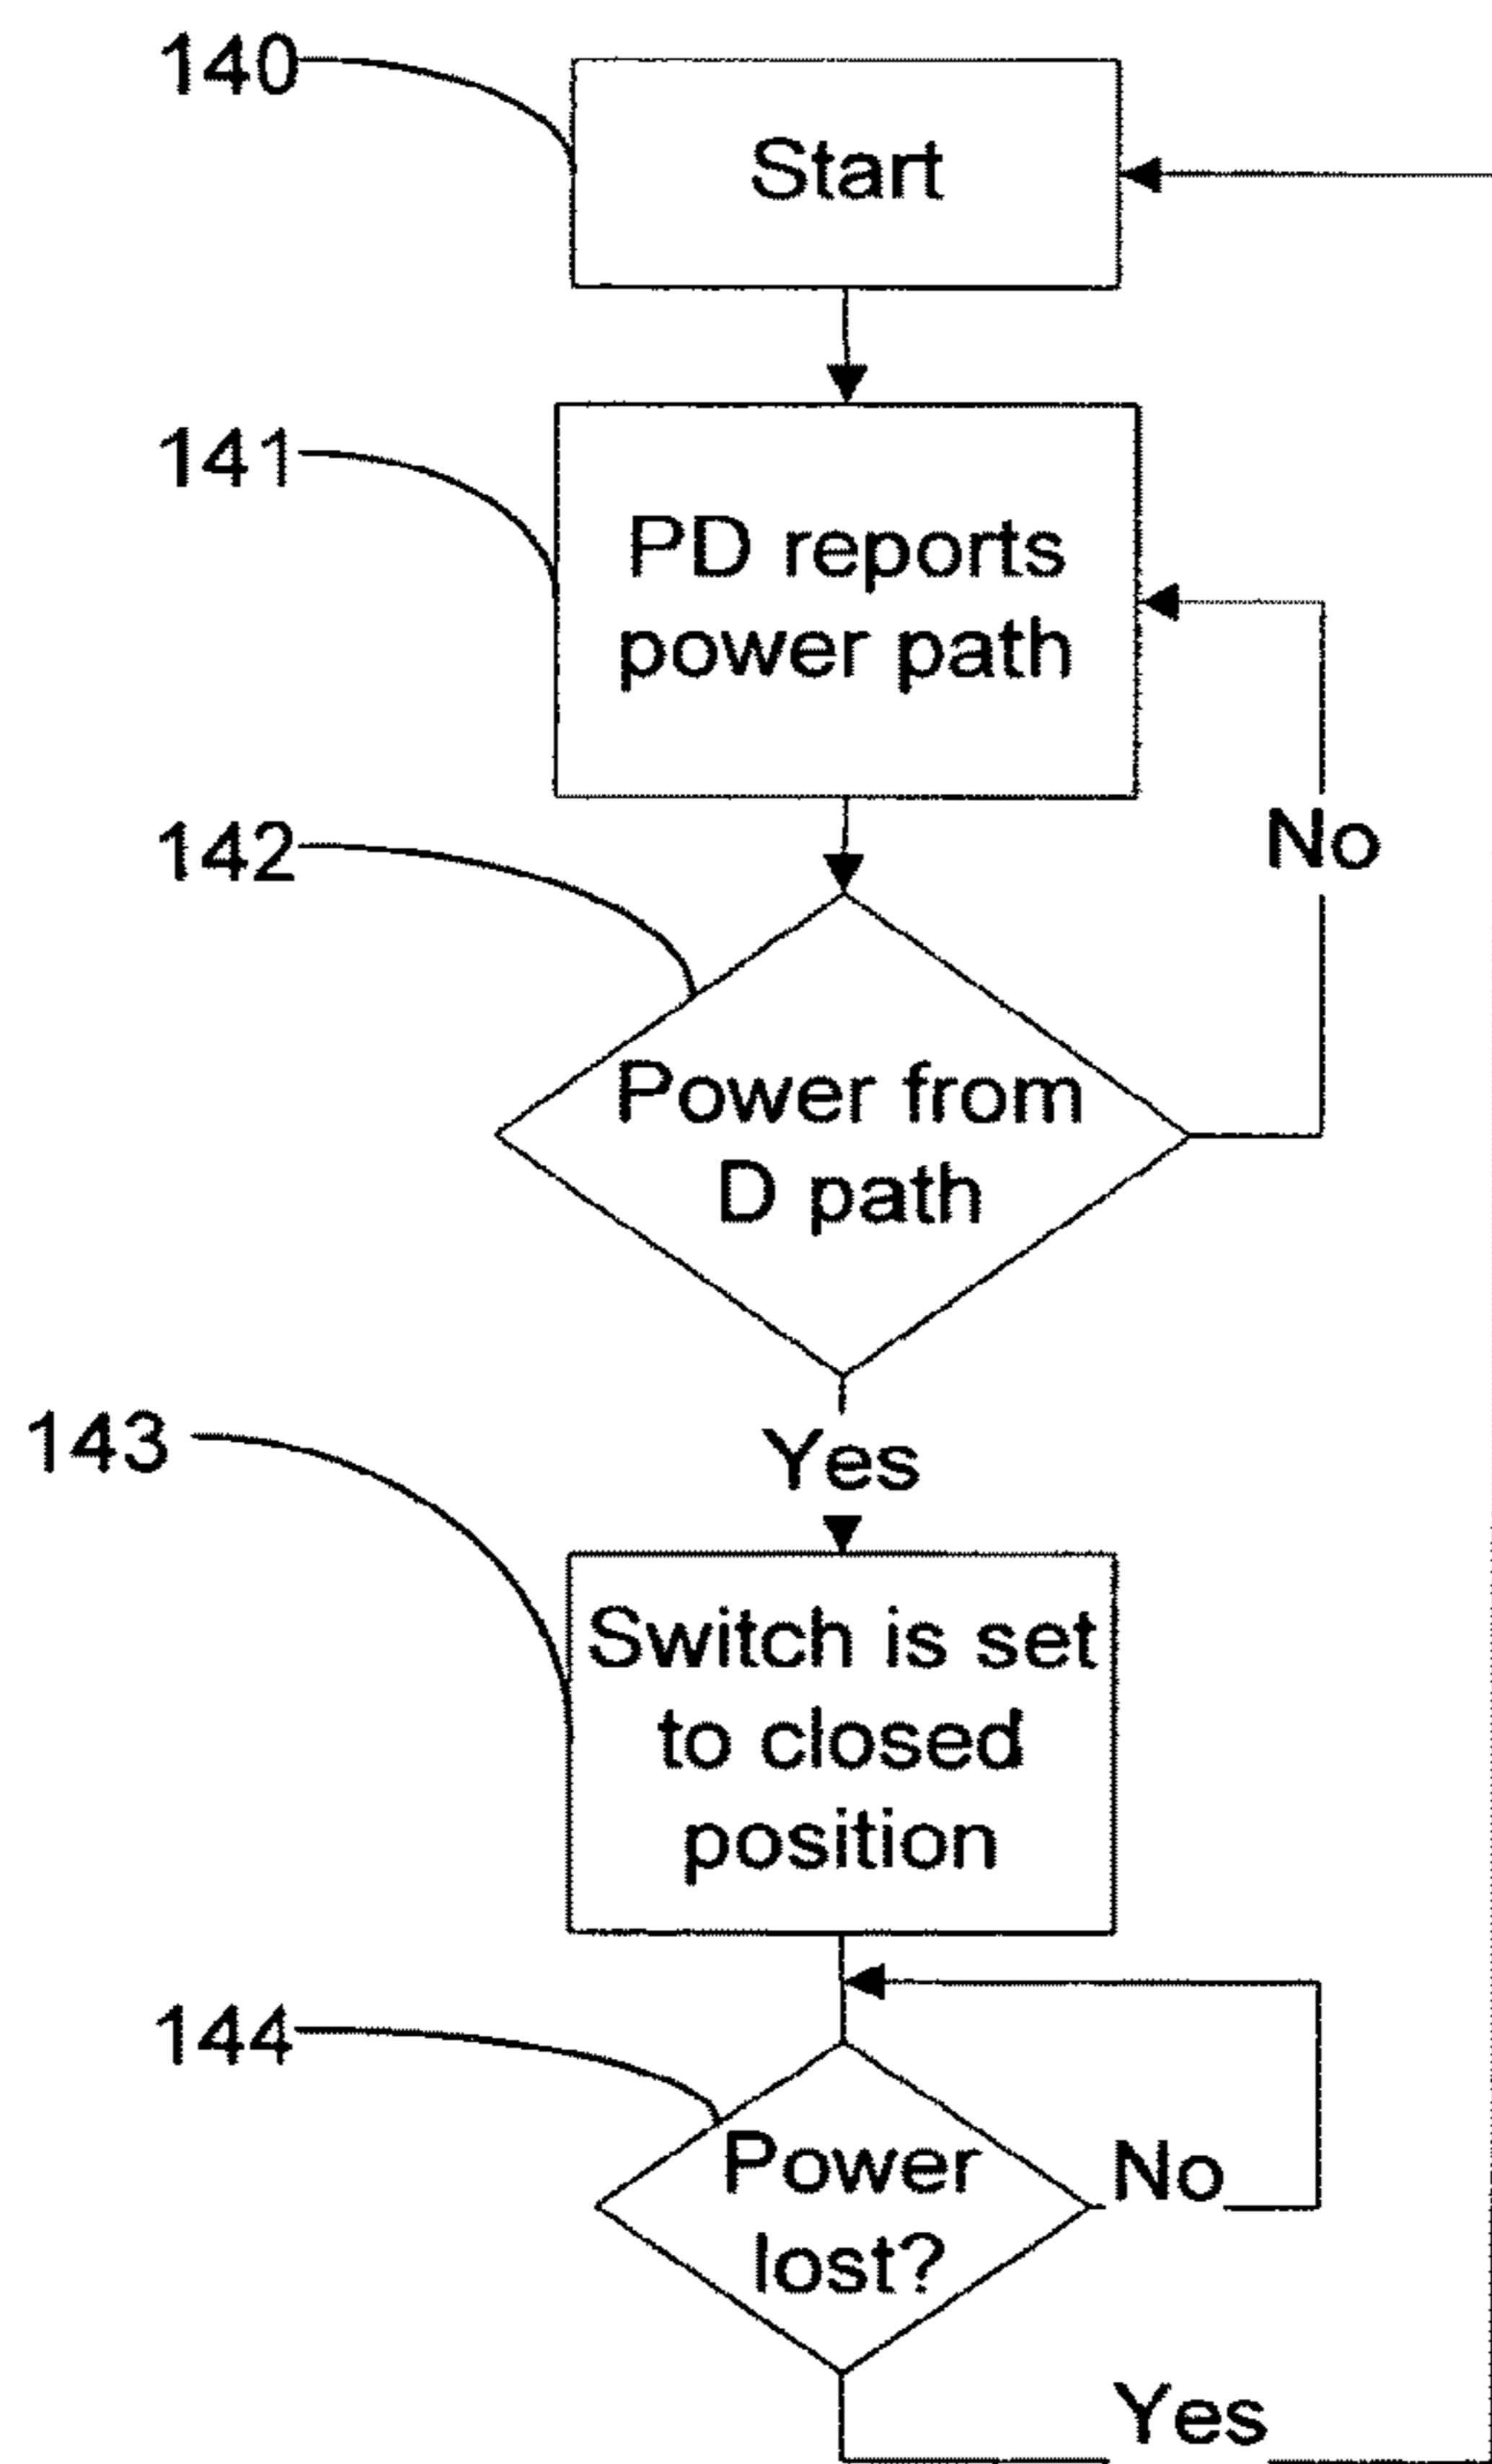 140
Start
141
PD reports
power path
No
142
Power from
D path
Yes
143
Switch is set
to closed
position
144
Power
lost?
No
Yes